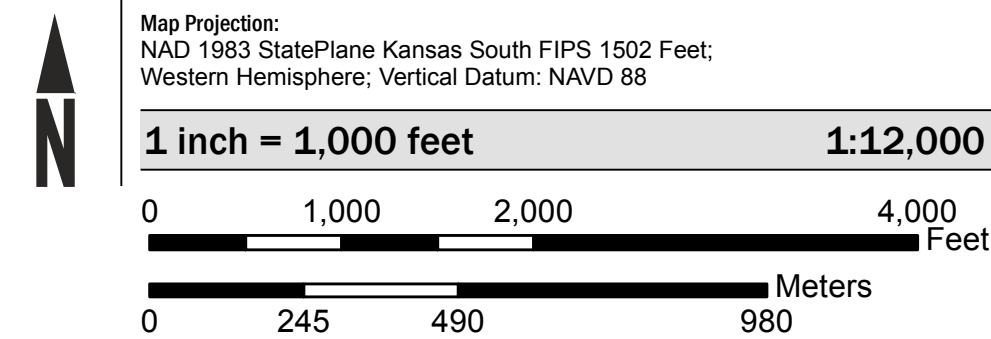 N
Map Projection:
NAD 1983 StatePlane Kansas South FIPS 1502 Feet;
Western Hemisphere; Vertical Datum: NAVD 88
1 inch = 1,000 feet 1:12,000
0 1,000 2,000 4,000
Feet
Meters
0 245 490 980